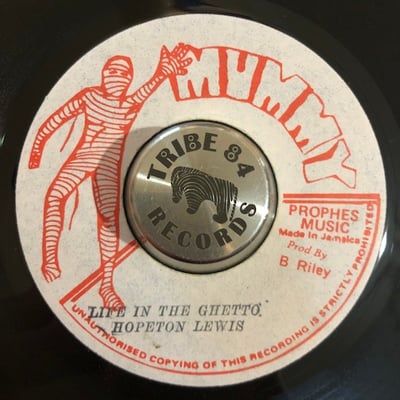 MUMMY
TRIBE 84
RECORDS
PROPHES
MUSIC
Made in Jamaica
Prod By
B Riley
LIFE IN THE GHETTO
HOPETON LEWIS
UNAUTHORISED COPYING OF THIS RECORDING IS STRICTLY PROHIBITED